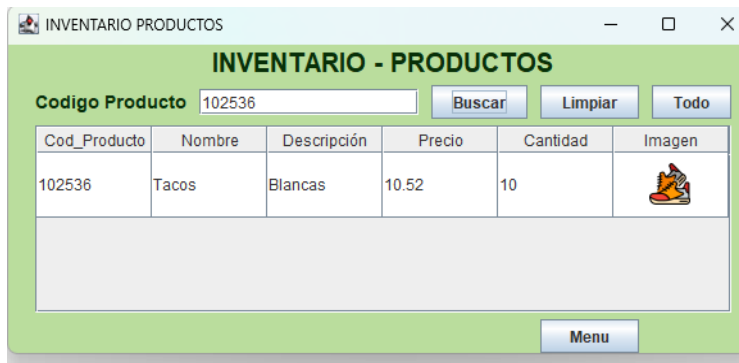 INVENTARIO PRODUCTOS
INVENTARIO - PRODUCTOS
Codigo Producto 102536 Buscar Limpiar Todo
Cod_Producto Nombre Descripción Precio Cantidad Imagen
102536 Tacos Blancas 10.52 10
Menu